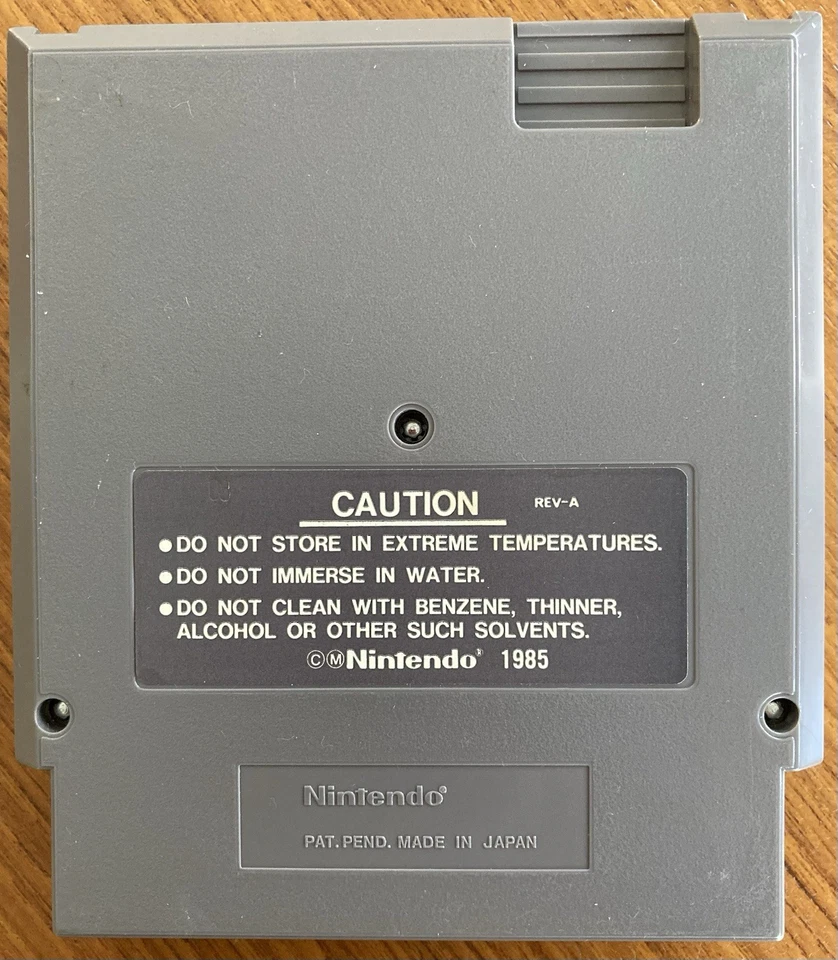 CAUTION REV-A
●DO NOT STORE IN EXTREME TEMPERATURES.
●DO NOT IMMERSE IN WATER.
●DO NOT CLEAN WITH BENZENE, THINNER,
ALCOHOL OR OTHER SUCH SOLVENTS.
ⒸⓂNintendo® 1985
Nintendo®
PAT. PEND. MADE IN JAPAN